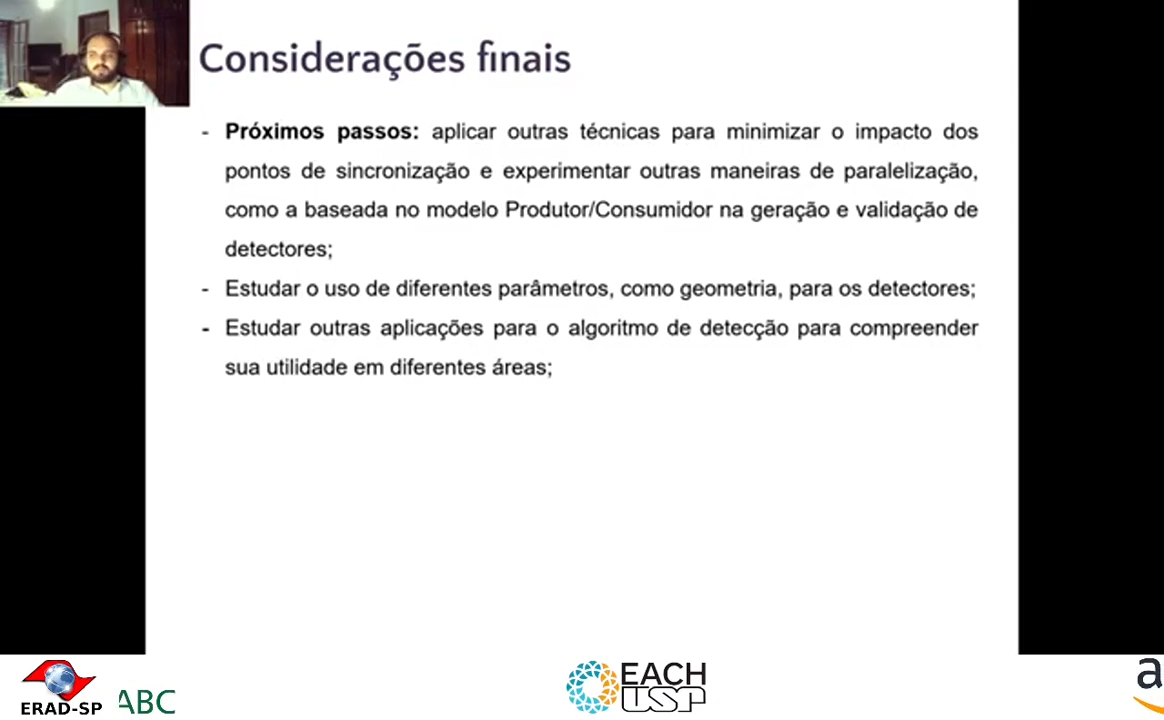 Considerações finais
- Próximos passos: aplicar outras técnicas para minimizar o impacto dos
pontos de sincronização e experimentar outras maneiras de paralelização,
como a baseada no modelo Produtor/Consumidor na geração e validação de
detectores;
- Estudar o uso de diferentes parâmetros, como geometria, para os detectores;
- Estudar outras aplicações para o algoritmo de detecção para compreender
sua utilidade em diferentes áreas;
ERAD-SP
ABC
EACH
USP
a